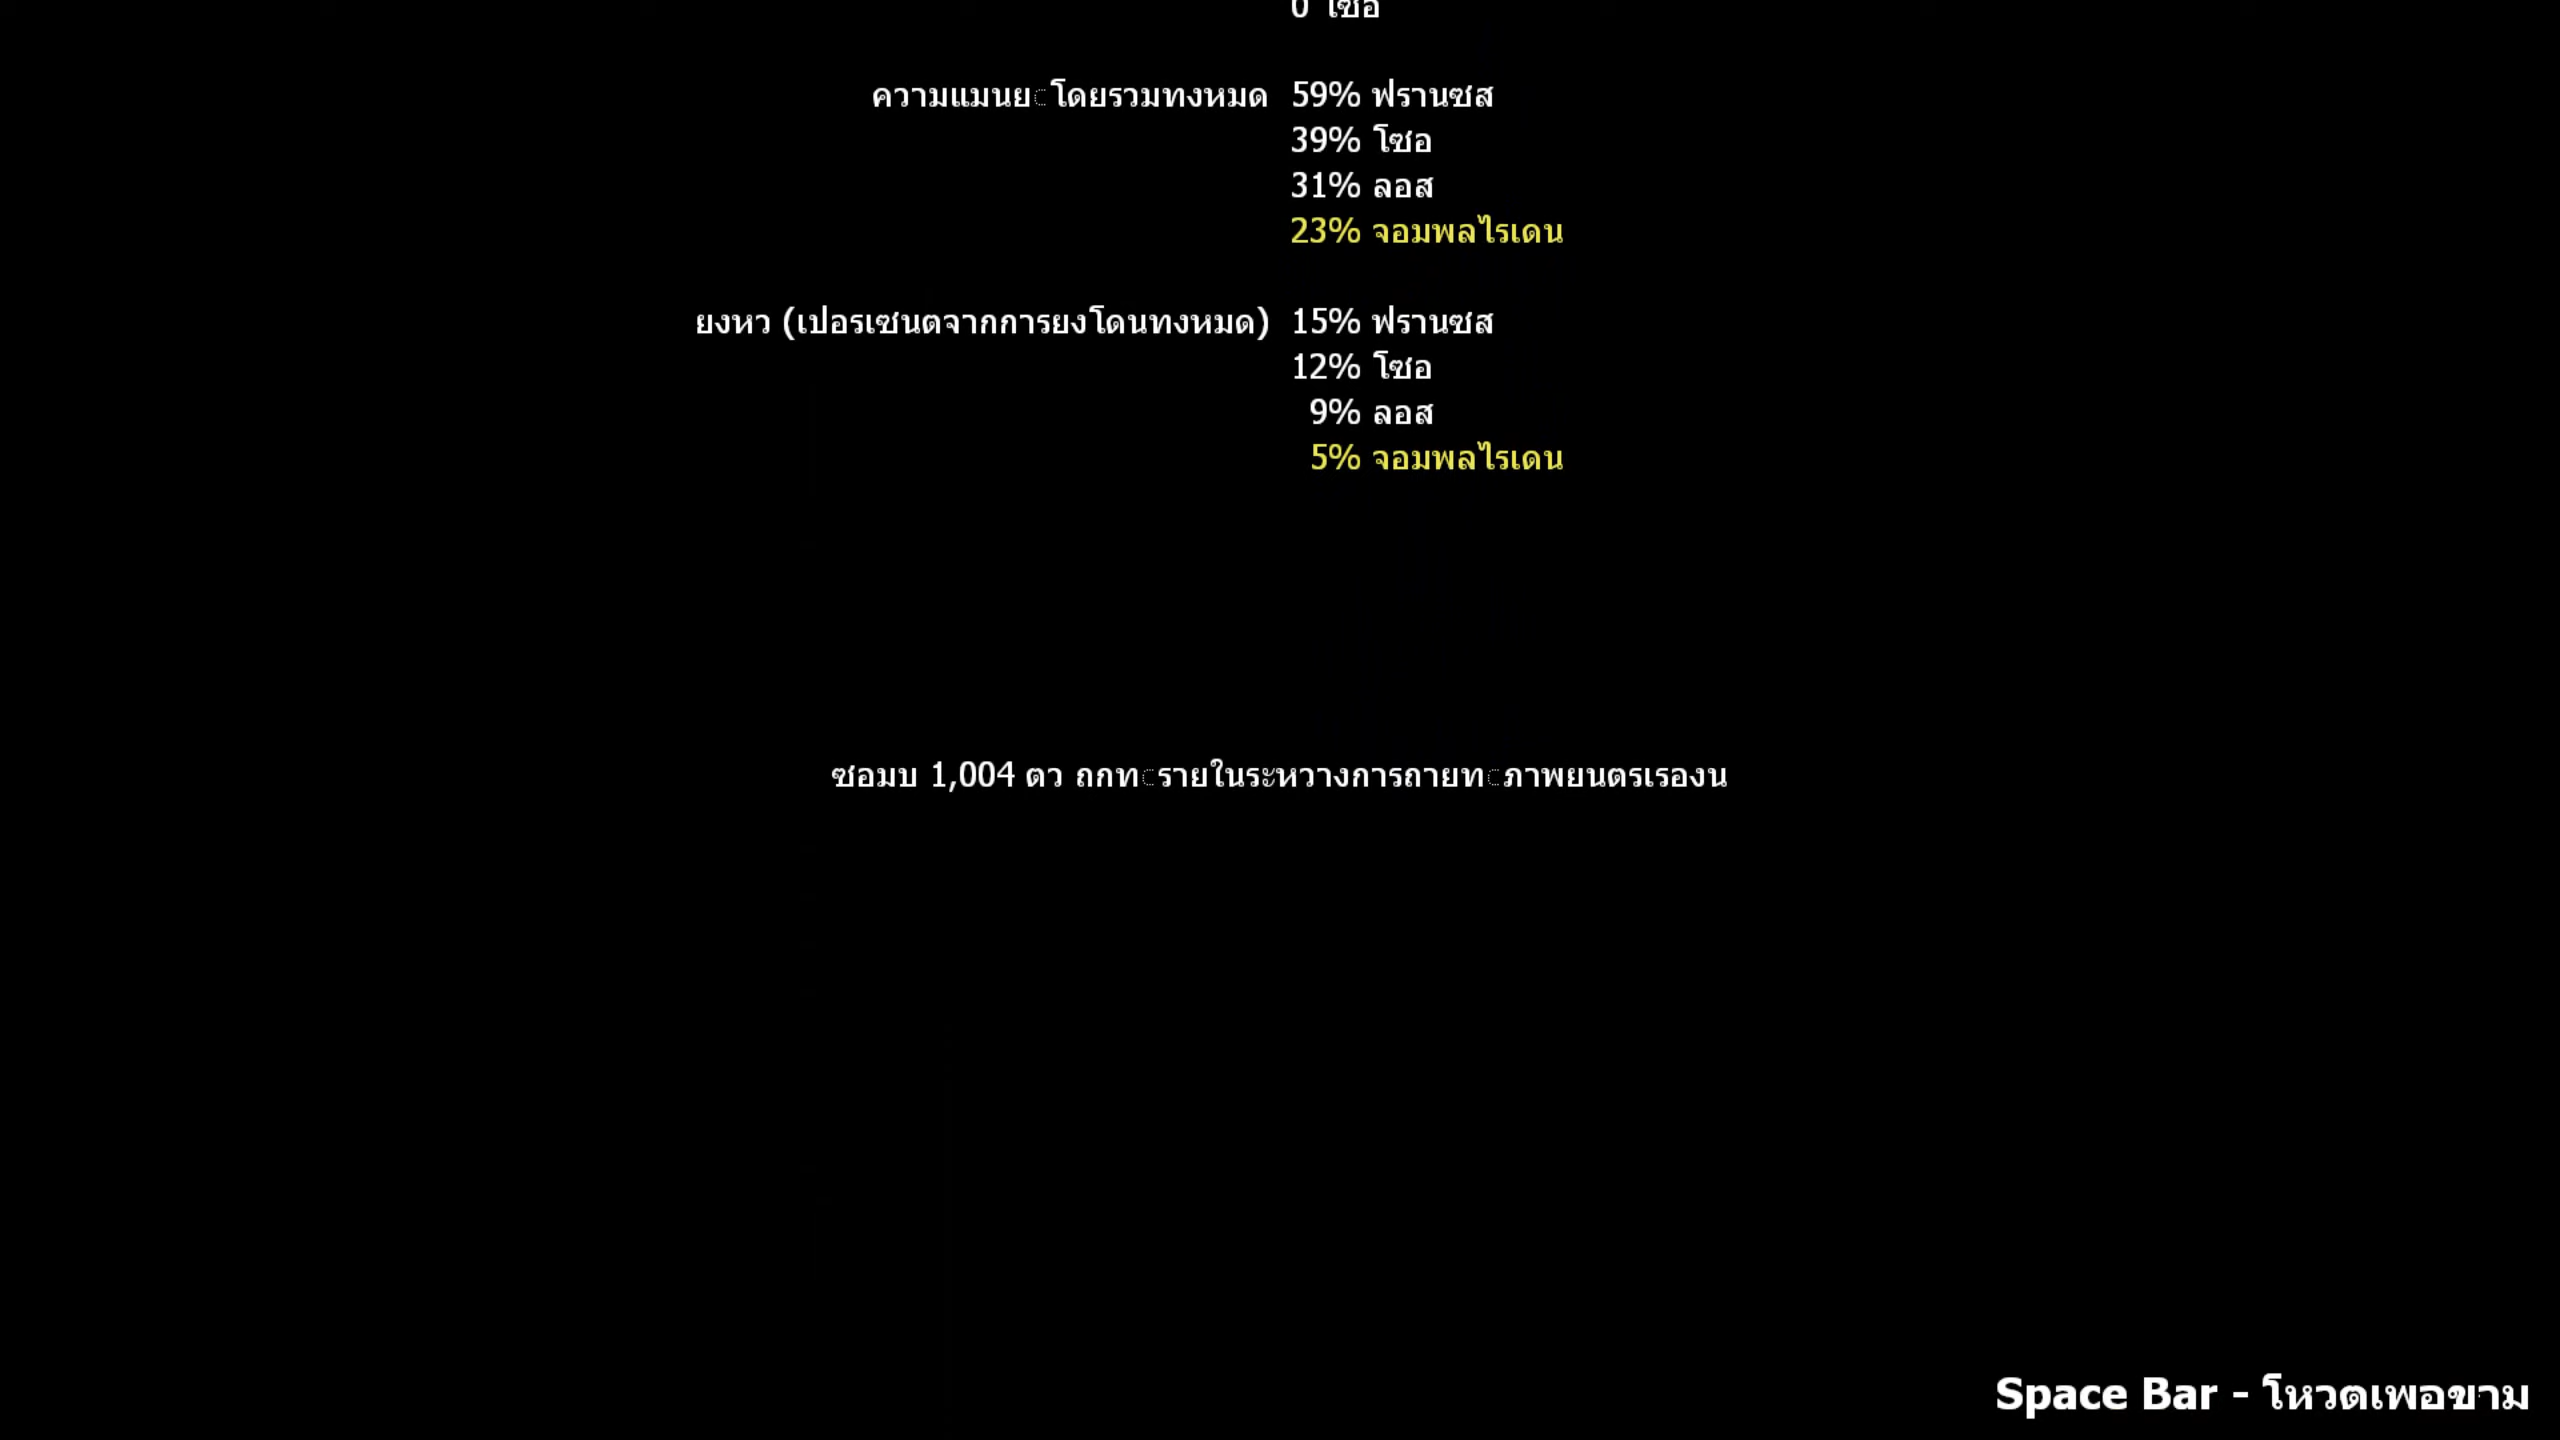 0 โซอ
ความแมนย โดยรวมทงหมด 59% ฟรานซส
39% โซอ
31% ลอส
23% จอมพลไรเดน
ยงหว (เปอรเซนตจากการยงโดนทงหมด) 15% ฟรานซส
12% โซอ
9% ลอส
5% จอมพลไรเดน
ซอมบ 1,004 ตว ถกท รายในระหวางการถายท ภาพยนตรเรองน
Space Bar - โหวตเพอขาม